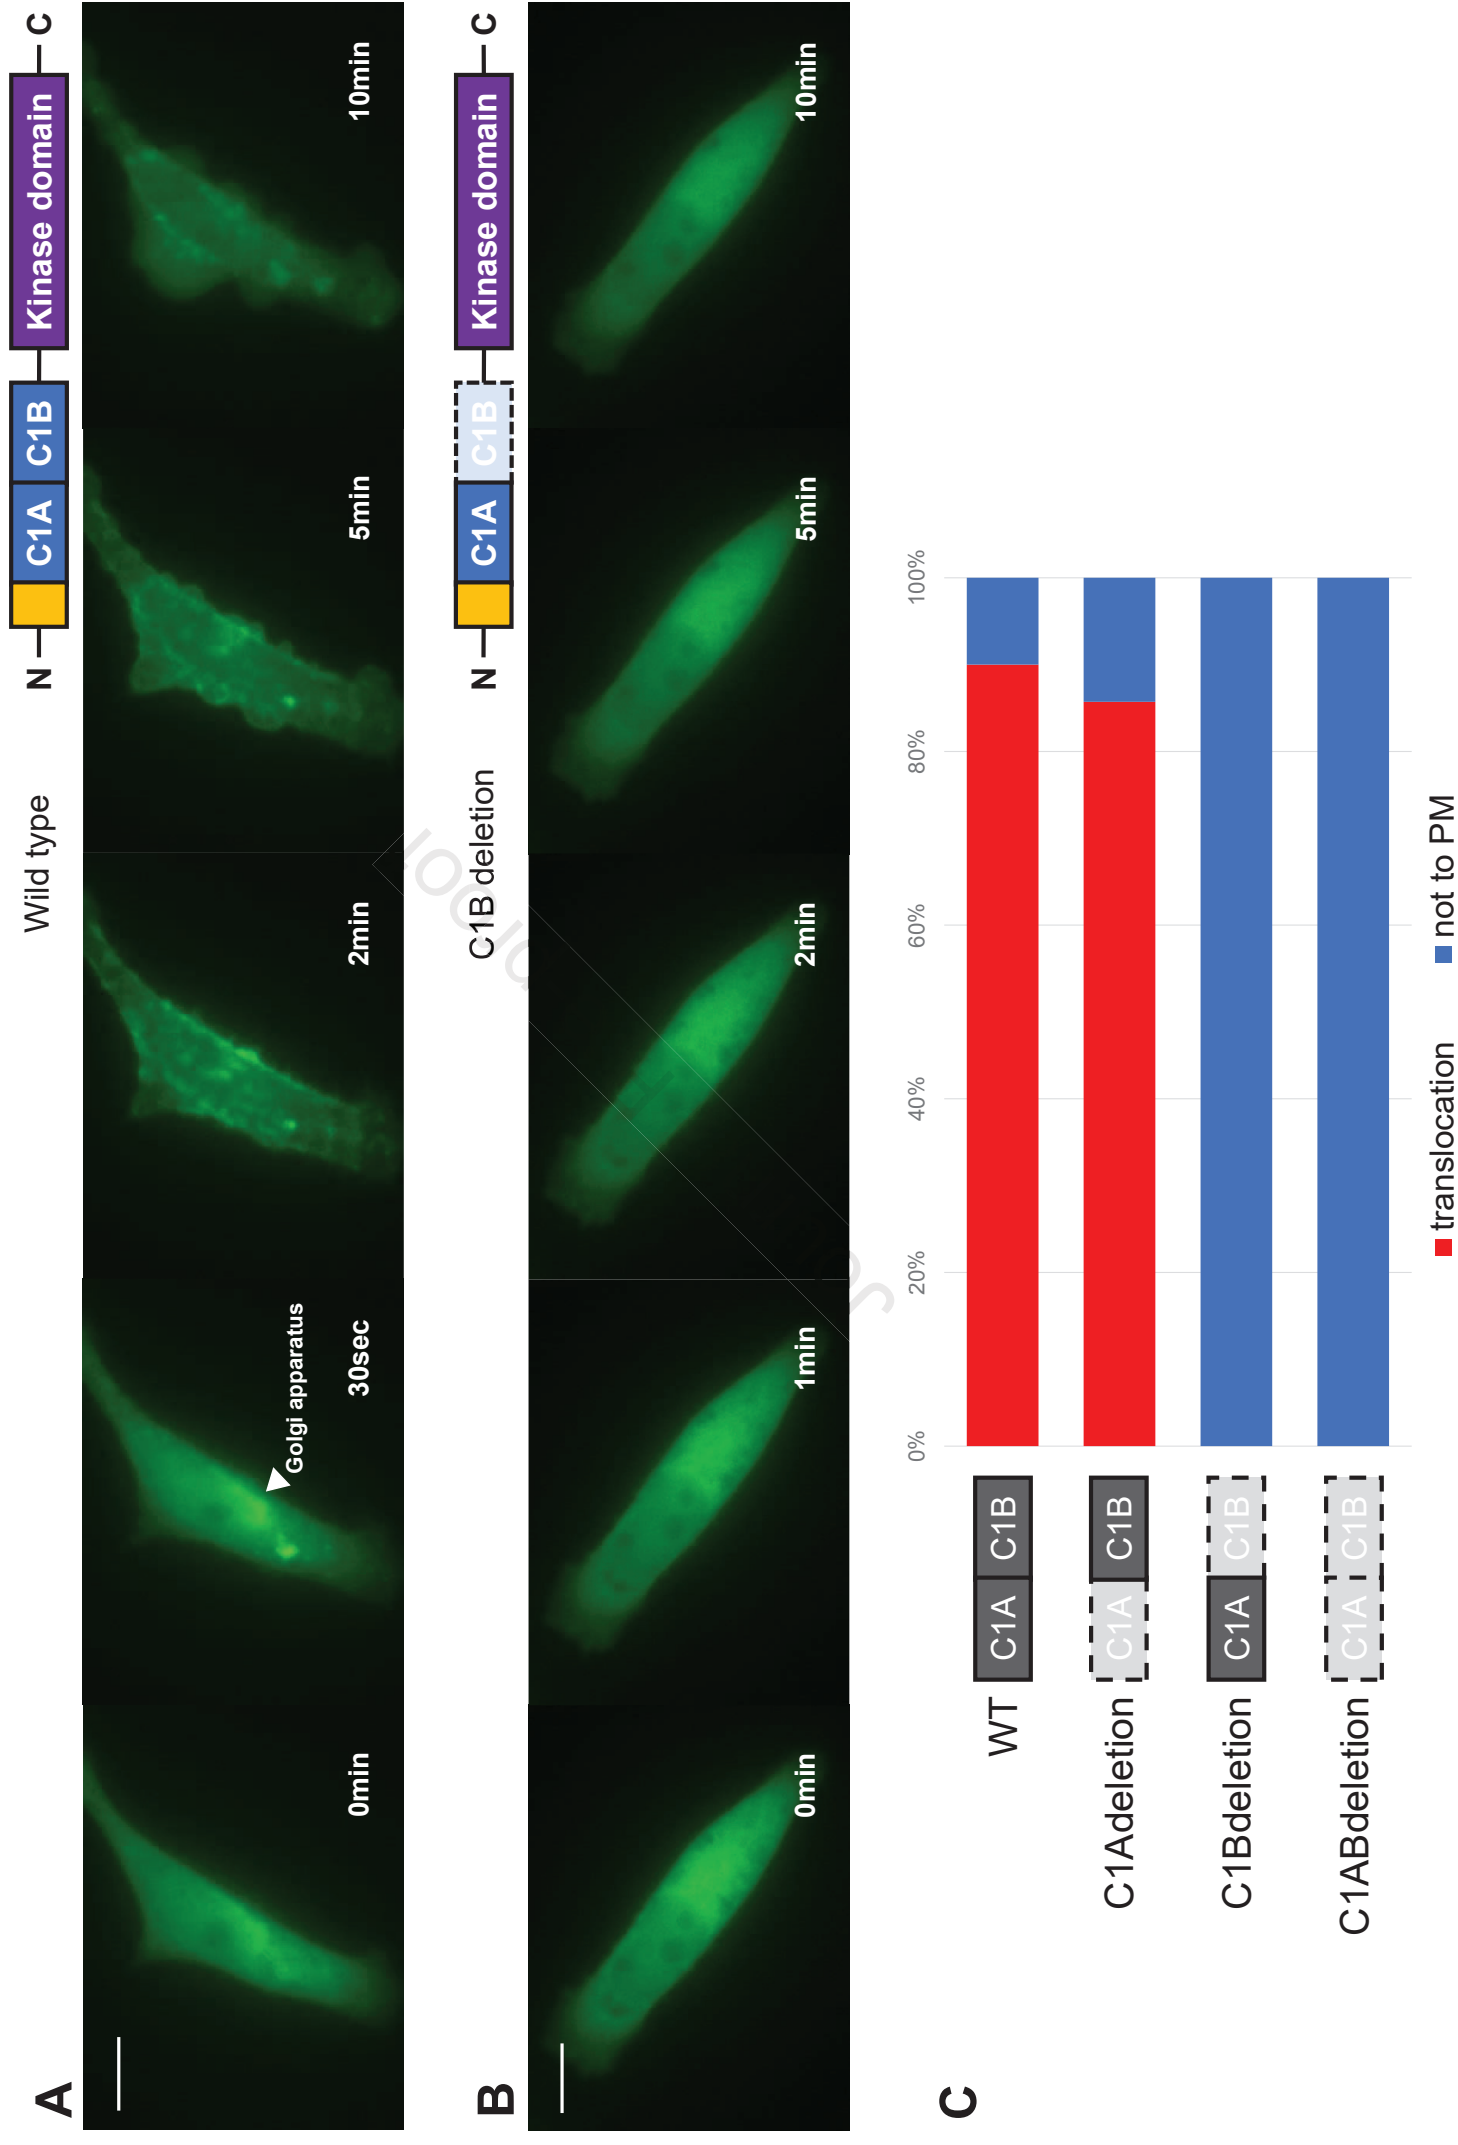 A
Wild type
N C1A C1B Kinase domain C
0min
30sec
Golgi apparatus
2min
5min
10min
B
C1B deletion
N C1A C1B Kinase domain C
0min
1min
2min
5min
10min
C
0% 20% 40% 60% 80% 100%
WT C1A C1B
C1Adeletion C1A C1B
C1Bdeletion C1A C1B
C1ABdeletion C1A C1B
translocation not to PM